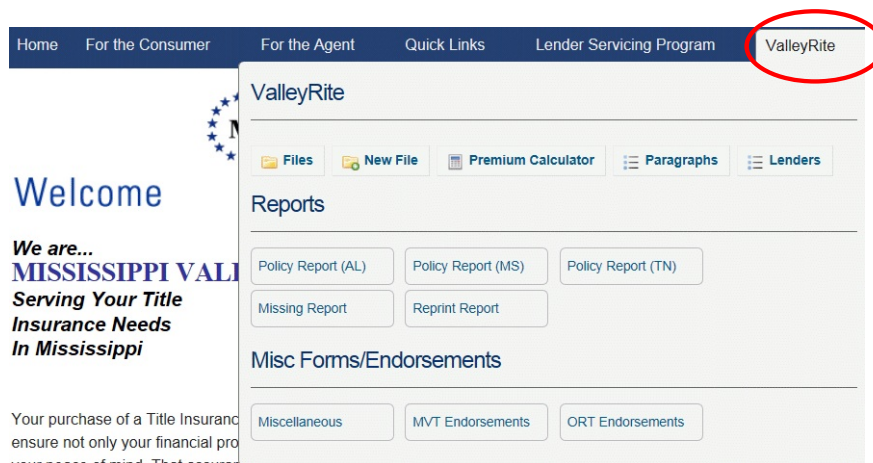 Home For the Consumer For the Agent Quick Links Lender Servicing Program ValleyRite
ValleyRite
Files New File Premium Calculator Paragraphs Lenders
Welcome
Reports
We are...
MISSISSIPPI
Serving Your Title
Insurance Needs
In Mississippi
Policy Report (AL) Policy Report (MS) Policy Report (TN)
Missing Report Reprint Report
Misc Forms/Endorsements
Your purchase of a Title
ensure not only your financial
Miscellaneous MVT Endorsements ORT Endorsements